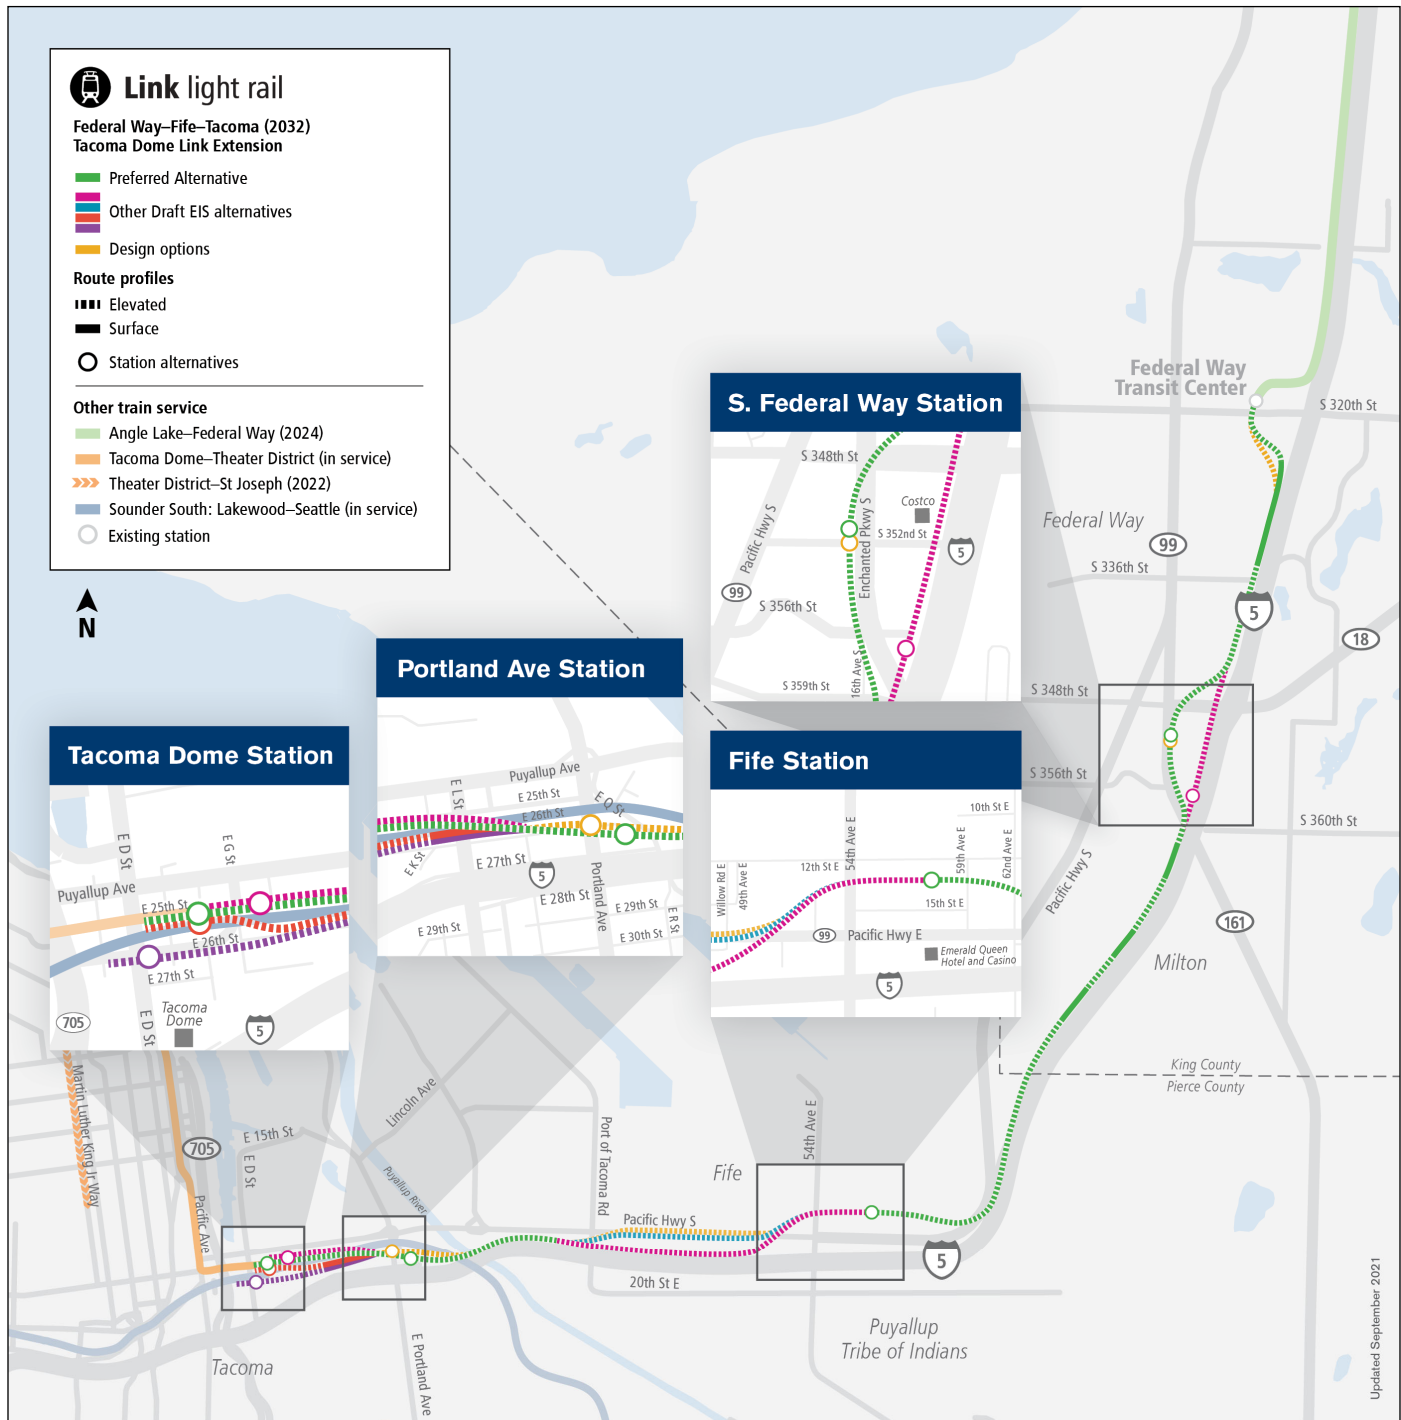 Link light rail
Federal Way–Fife–Tacoma (2032)
Tacoma Dome Link Extension
Preferred Alternative
Other Draft EIS alternatives
Design options
Route profiles
Elevated
Surface
Station alternatives
Other train service
Angle Lake–Federal Way (2024)
Tacoma Dome–Theater District (in service)
Theater District–St Joseph (2022)
Sounder South: Lakewood–Seattle (in service)
Existing station
N
Federal Way
Transit Center
S 320th St
Federal Way
99
S 336th St
5
18
S 348th St
S 356th St
S 360th St
Pacific Hwy S
161
Milton
King County
Pierce County
S. Federal Way Station
S 348th St
Costco
S 352nd St
Pacific Hwy S
Enchanted Pkwy S
5
99
S 356th St
16th Ave S
S 359th St
Portland Ave Station
Puyallup Ave
E L St
E 25th St
E Q St
E 26th St
E K St
E 27th St
5
Portland Ave
E 28th St
E 29th St
E 29th St
E 30th St
E R St
Tacoma Dome Station
E D St
E G St
Puyallup Ave
E 25th St
E 26th St
E 27th St
Tacoma
Dome
E D St
705
5
Fife Station
10th St E
54th Ave E
59th Ave E
62nd Ave E
12th St E
Willow Rd E
49th Ave E
15th St E
99
Pacific Hwy E
Emerald Queen
Hotel and Casino
5
Martin Luther King Jr Way
705
E 15th St
E D St
Pacific Ave
Lincoln Ave
Puyallup River
Port of Tacoma Rd
54th Ave E
Fife
Pacific Hwy S
20th St E
5
Puyallup
Tribe of Indians
Tacoma
E Portland Ave
Updated September 2021